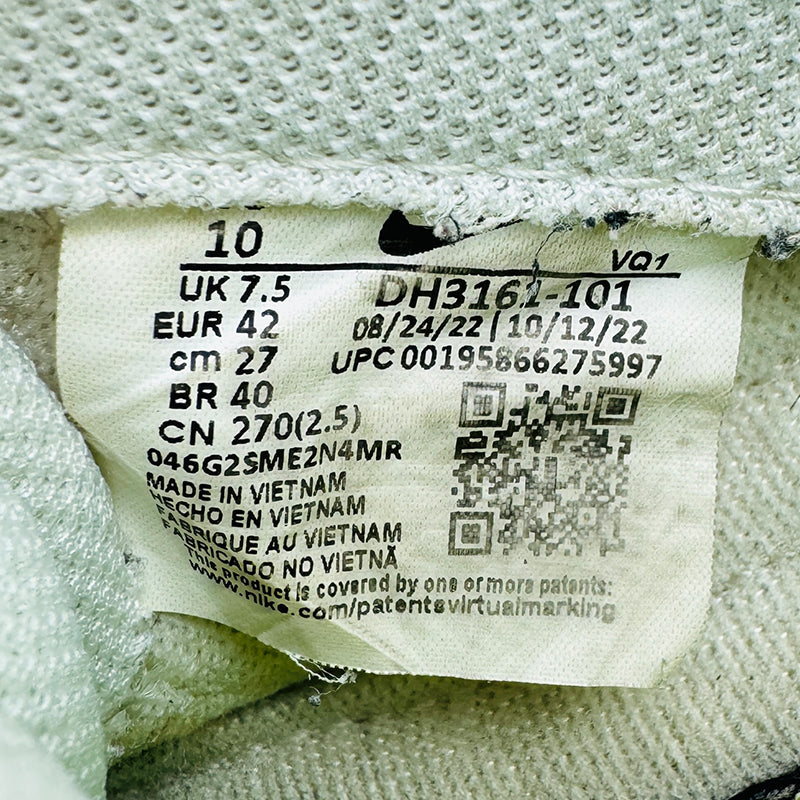 10
VQ1
UK 7.5
DH3161-101
EUR 42
08/24/22 | 10/12/22
cm 27
UPC 00195866275997
BR 40
CN 270(2.5)
046G2SME2N4MR
MADE IN VIETNAM
HECHO EN VIETNAM
FABRIQUE AU VIETNAM
FABRICADO NO VIETNÃ
This product is covered by one or more patents:
www.nike.com/patentsvirtualmarking